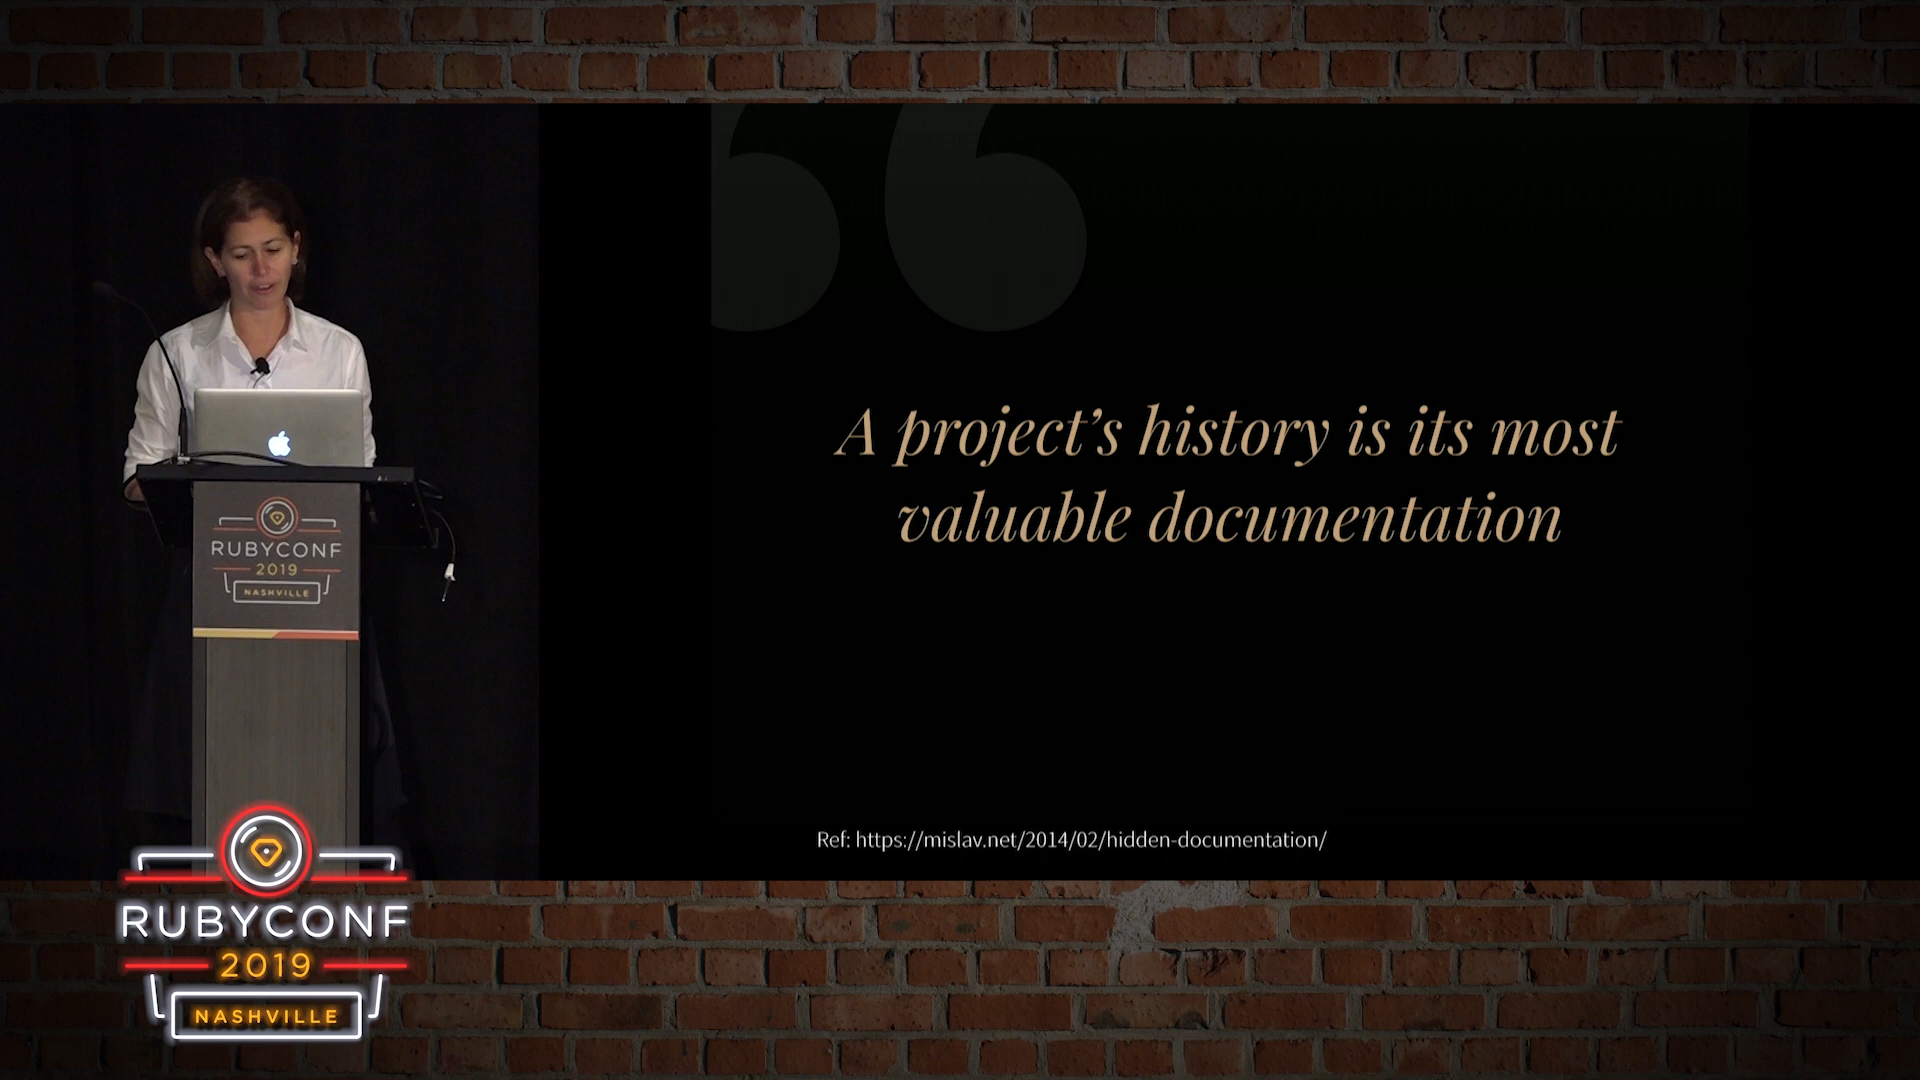 A project’s history is its most
valuable documentation
Ref: https://mislav.net/2014/02/hidden-documentation/
RUBYCONF
2019
NASHVILLE
RUBYCONF
2019
NASHVILLE